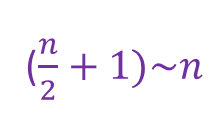 (n/2 + 1)~n